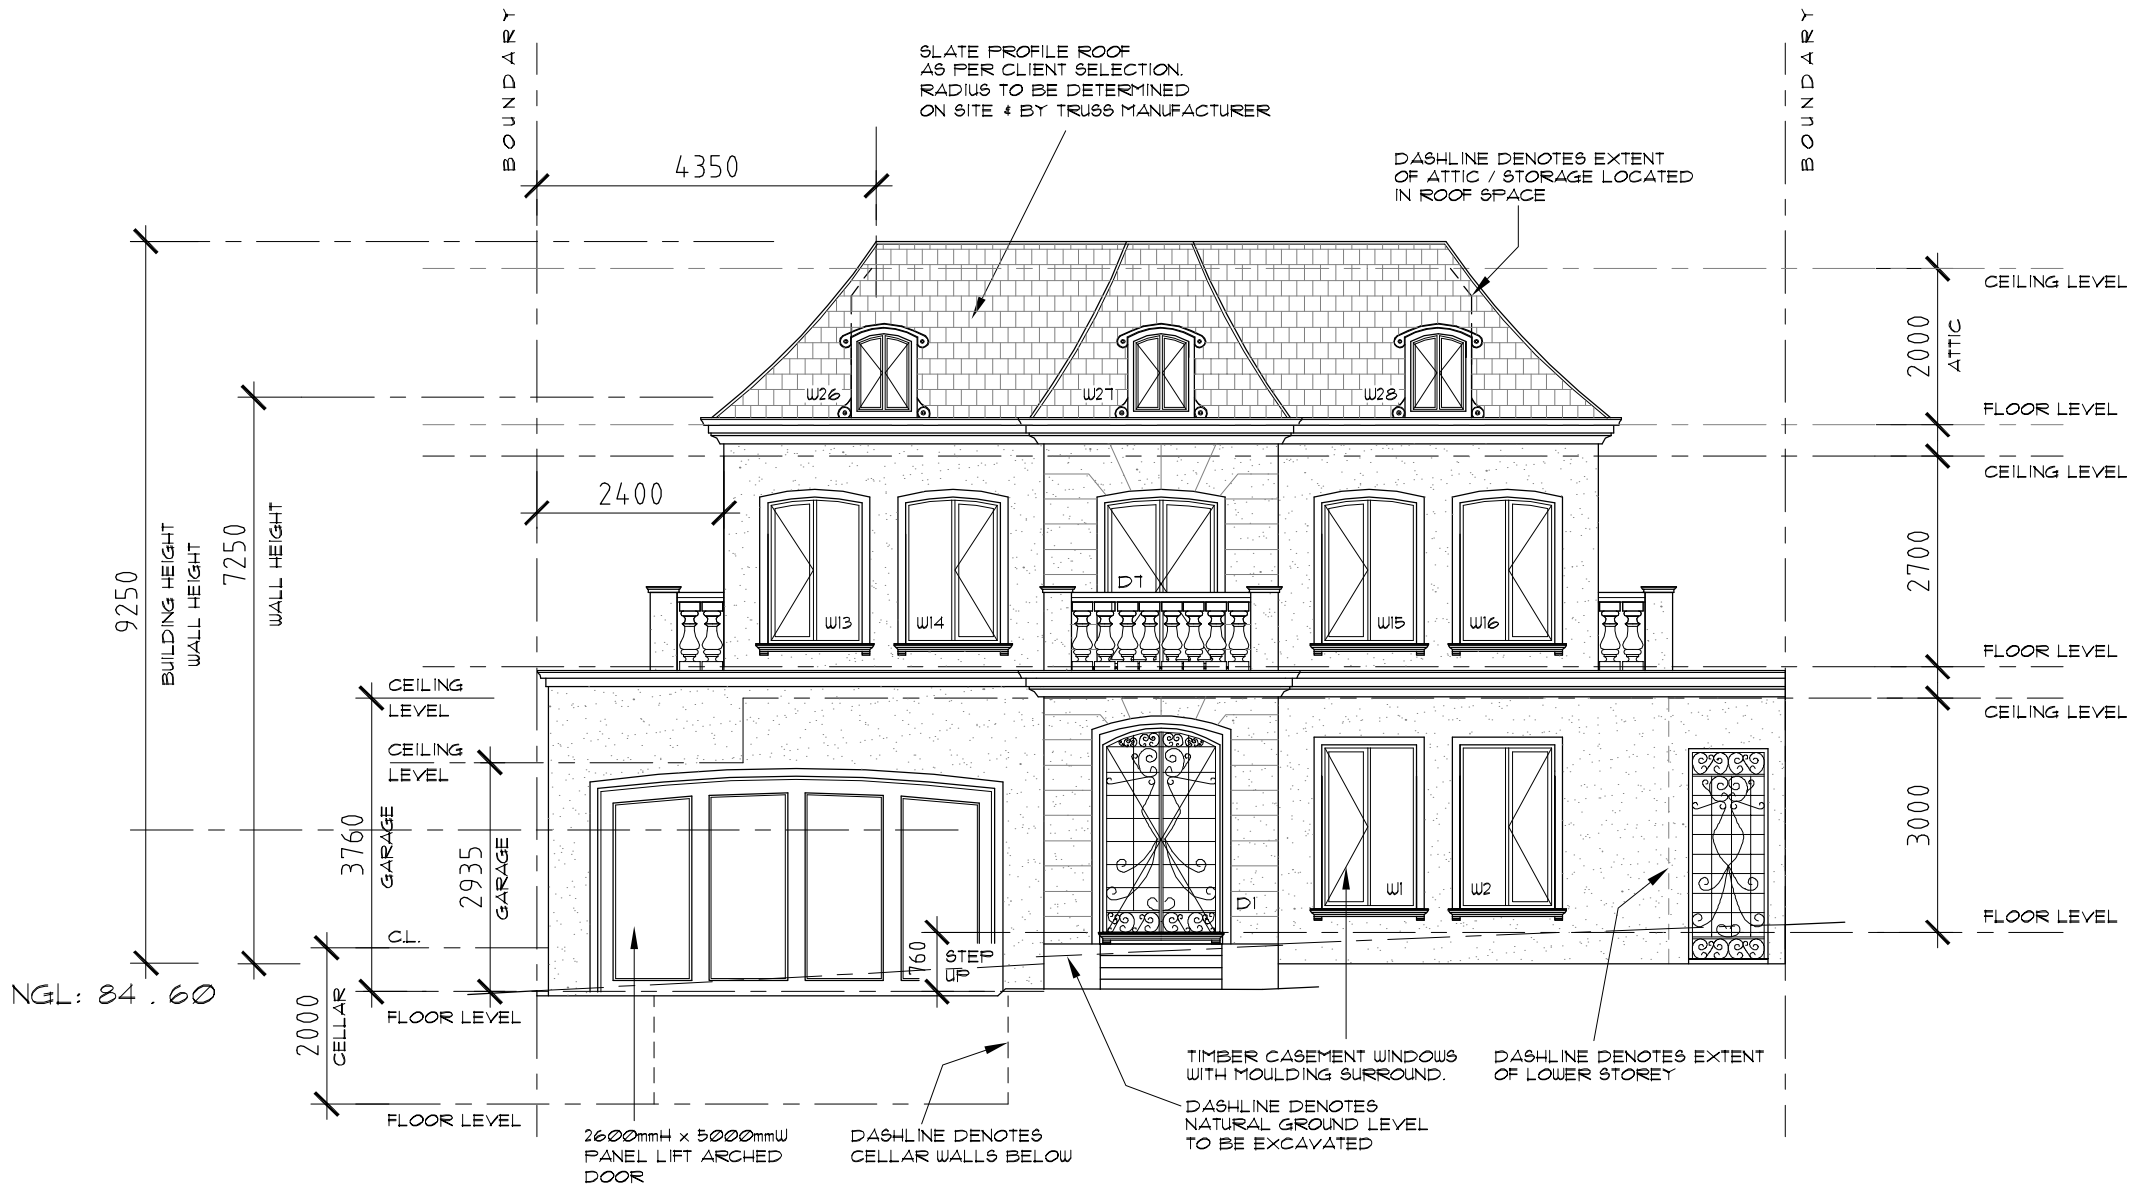 BOUNDARY
BOUNDARY
SLATE PROFILE ROOF
AS PER CLIENT SELECTION.
RADIUS TO BE DETERMINED
ON SITE & BY TRUSS MANUFACTURER
4350
DASHLINE DENOTES EXTENT
OF ATTIC / STORAGE LOCATED
IN ROOF SPACE
CEILING LEVEL
2000
ATTIC
W26
W27
W28
FLOOR LEVEL
CEILING LEVEL
2400
9250
BUILDING HEIGHT
WALL HEIGHT
7250
WALL HEIGHT
2700
D7
W13
W14
W15
W16
FLOOR LEVEL
CEILING
LEVEL
CEILING LEVEL
CEILING
LEVEL
3760
GARAGE
2935
GARAGE
3000
W1
W2
D1
FLOOR LEVEL
C.L.
760
STEP
UP
NGL: 84 . 60
2000
CELLAR
FLOOR LEVEL
TIMBER CASEMENT WINDOWS
WITH MOULDING SURROUND.
DASHLINE DENOTES EXTENT
OF LOWER STOREY
FLOOR LEVEL
2600mmH x 5000mmW
PANEL LIFT ARCHED
DOOR
DASHLINE DENOTES
CELLAR WALLS BELOW
DASHLINE DENOTES
NATURAL GROUND LEVEL
TO BE EXCAVATED